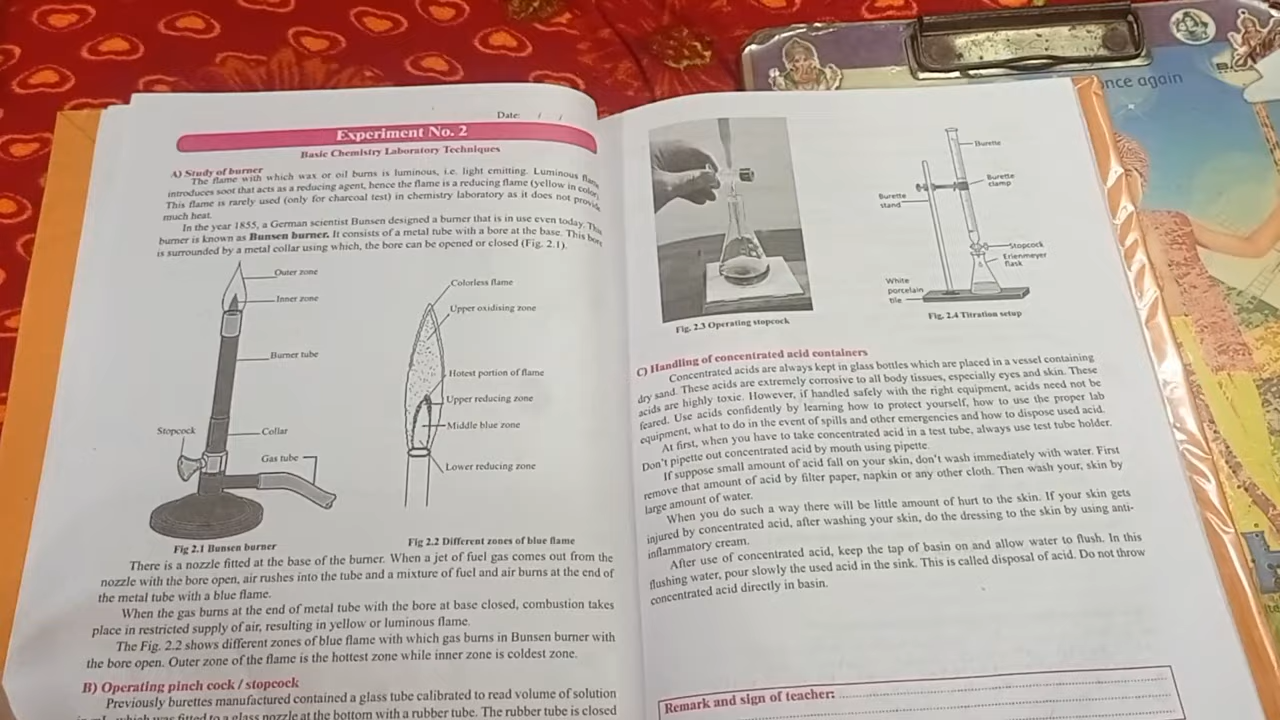 Date: / /
Experiment No. 2
Basic Chemistry Laboratory Techniques
A) Study of burner
The flame with which wax or oil burns is luminous, i.e. light emitting. Luminous flame
introduces soot that acts as a reducing agent, hence the flame is a reducing flame (yellow in color).
This flame is rarely used (only for charcoal test) in chemistry laboratory as it does not provide
much heat.
In the year 1855, a German scientist Bunsen designed a burner that is in use even today. This
burner is known as Bunsen burner. It consists of a metal tube with a bore at the base. This bore
is surrounded by a metal collar using which, the bore can be opened or closed (Fig. 2.1).
Outer zone
Inner zone
Burner tube
Stopcock
Collar
Gas tube
Fig 2.1 Bunsen burner
Colorless flame
Upper oxidising zone
Hotest portion of flame
Upper reducing zone
Middle blue zone
Lower reducing zone
Fig 2.2 Different zones of blue flame
There is a nozzle fitted at the base of the burner. When a jet of fuel gas comes out from the
nozzle with the bore open, air rushes into the tube and a mixture of fuel and air burns at the end of
the metal tube with a blue flame.
When the gas burns at the end of metal tube with the bore at base closed, combustion takes
place in restricted supply of air, resulting in yellow or luminous flame.
The Fig. 2.2 shows different zones of blue flame with which gas burns in Bunsen burner with
the bore open. Outer zone of the flame is the hottest zone while inner zone is coldest zone.
B) Operating pinch cock / stopcock
Previously burettes manufactured contained a glass tube calibrated to read volume of solution
which was fitted to a glass nozzle at the bottom with a rubber tube. The rubber tube is closed
Fig. 2.3 Operating stopcock
Burette
Burette
clamp
Burette
stand
Stopcock
Erienmeyer
flask
White
porcelain
tile
Fig. 2.4 Titration setup
C) Handling of concentrated acid containers
Concentrated acids are always kept in glass bottles which are placed in a vessel containing
dry sand. These acids are extremely corrosive to all body tissues, especially eyes and skin. These
acids are highly toxic. However, if handled safely with the right equipment, acids need not be
feared. Use acids confidently by learning how to protect yourself, how to use the proper lab
equipment, what to do in the event of spills and other emergencies and how to dispose used acid.
At first, when you have to take concentrated acid in a test tube, always use test tube holder.
Don't pipette out concentrated acid by mouth using pipette.
If suppose small amount of acid fall on your skin, don't wash immediately with water. First
remove that amount of acid by filter paper, napkin or any other cloth. Then wash your, skin by
large amount of water.
When you do such a way there will be little amount of hurt to the skin. If your skin gets
injured by concentrated acid, after washing your skin, do the dressing to the skin by using anti-
inflammatory cream.
After use of concentrated acid, keep the tap of basin on and allow water to flush. In this
flushing water, pour slowly the used acid in the sink. This is called disposal of acid. Do not throw
concentrated acid directly in basin.
Remark and sign of teacher:
nce again